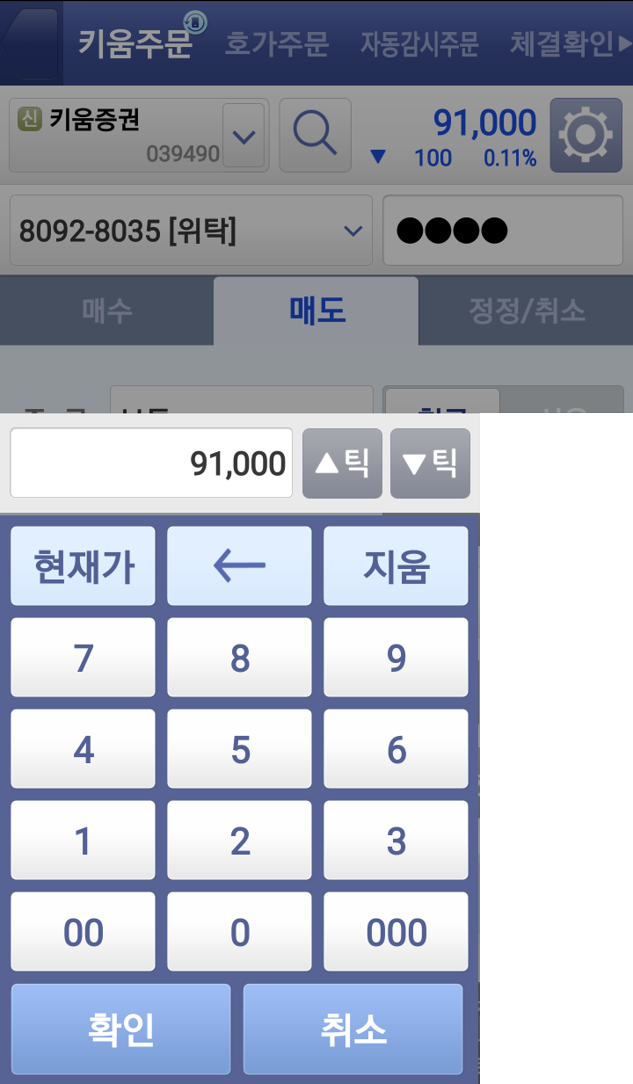 키움주문 호가주문 자동감시주문 체결확인▶
신 키움증권 91,000
039490 ▼ 100 0.11%
8092-8035 [위탁] ●●●●
매수 매도 정정/취소
91,000 ▲틱 ▼틱
현재가 ← 지움
7 8 9
4 5 6
1 2 3
00 0 000
확인 취소